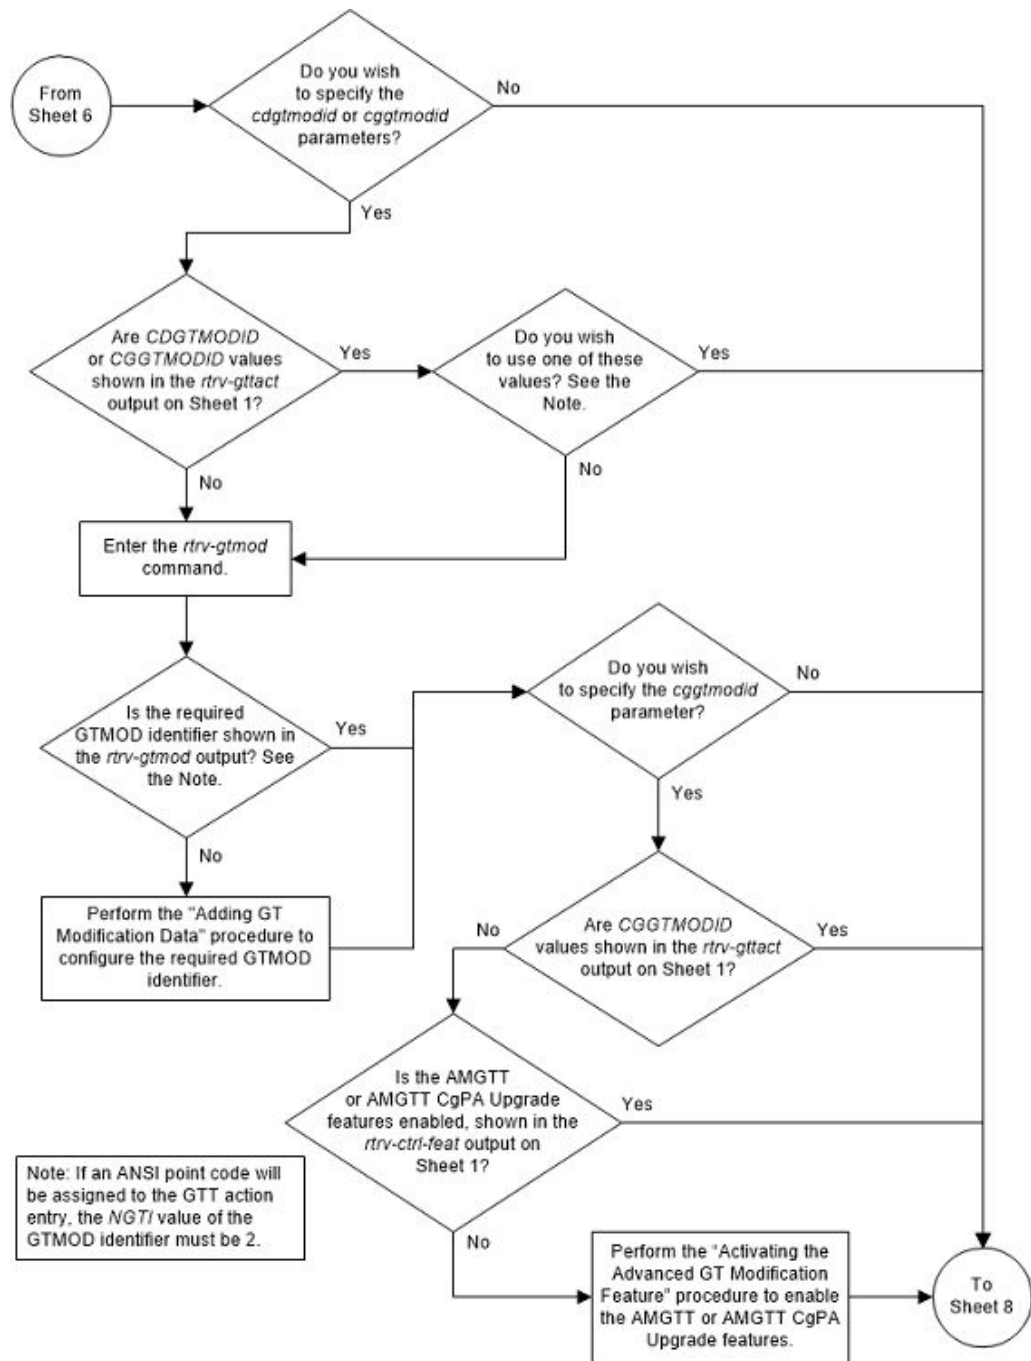 From
Sheet 6
Do you wish
to specify the
cdgtmodid or cggtmodid
parameters?
No
Yes
Are CDGTMODID
or CGGTMODID values
shown in the rtrv-gttact
output on Sheet 1?
Yes
Do you wish
to use one of these
values? See the
Note.
Yes
No
No
Enter the rtrv-gtmod
command.
Is the required
GTMOD identifier shown in
the rtrv-gtmod output? See
the Note.
Yes
Do you wish
to specify the cggtmodid
parameter?
No
Yes
No
Perform the "Adding GT
Modification Data" procedure to
configure the required GTMOD
identifier.
Are CGGTMODID
values shown in the rtrv-gttact
output on Sheet 1?
No
Yes
Is the AMGTT
or AMGTT CgPA Upgrade
features enabled, shown in the
rtrv-ctrl-feat output on
Sheet 1?
Yes
No
Note: If an ANSI point code will
be assigned to the GTT action
entry, the NGTI value of the
GTMOD identifier must be 2.
Perform the "Activating the
Advanced GT Modification
Feature" procedure to enable
the AMGTT or AMGTT CgPA
Upgrade features.
To
Sheet 8